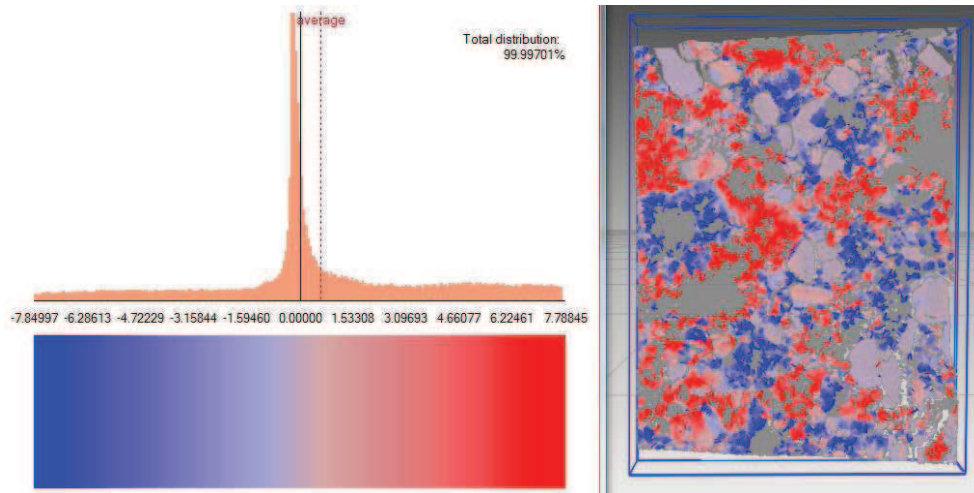 average
Total distribution:
99.99701%
-7.84997 -6.28613 -4.72229 -3.15844 -1.59460 0.00000 1.53308 3.09693 4.66077 6.22461 7.78845